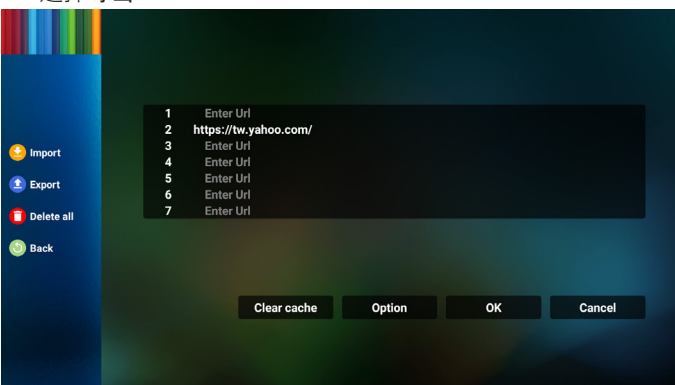 1 Enter Url
2 https://tw.yahoo.com/
3 Enter Url
4 Enter Url
5 Enter Url
6 Enter Url
7 Enter Url
Import
Export
Delete all
Back
Clear cache Option OK Cancel